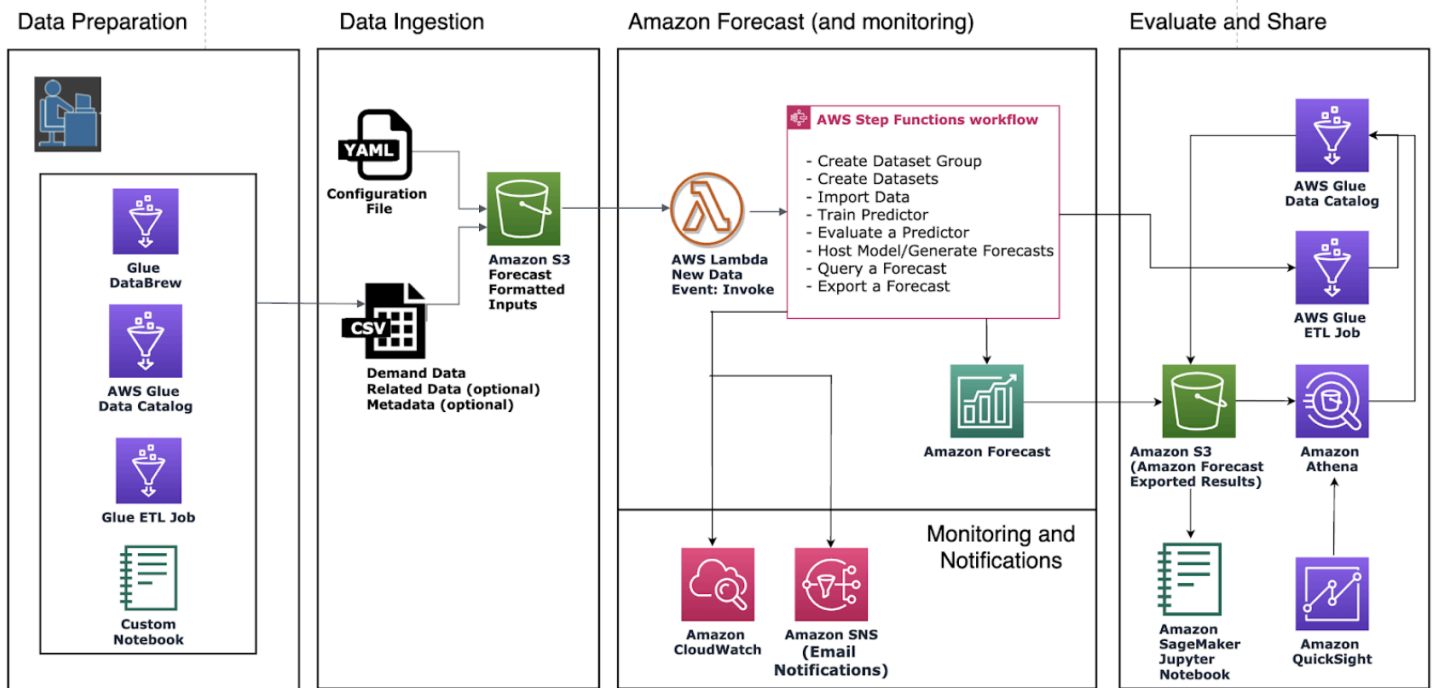 Data Preparation
Data Ingestion
Amazon Forecast (and monitoring)
Evaluate and Share
Glue
DataBrew
AWS Glue
Data Catalog
Glue ETL Job
Custom
Notebook
YAML
Configuration
File
CSV
Demand Data
Related Data (optional)
Metadata (optional)
Amazon S3
Forecast
Formatted
Inputs
AWS Lambda
New Data
Event: Invoke
AWS Step Functions workflow
- Create Dataset Group
- Create Datasets
- Import Data
- Train Predictor
- Evaluate a Predictor
- Host Model/Generate Forecasts
- Query a Forecast
- Export a Forecast
Amazon Forecast
Monitoring and
Notifications
Amazon
CloudWatch
Amazon SNS
(Email
Notifications)
AWS Glue
Data Catalog
AWS Glue
ETL Job
Amazon S3
(Amazon Forecast
Exported Results)
Amazon
Athena
Amazon
SageMaker
Jupyter
Notebook
Amazon
QuickSight